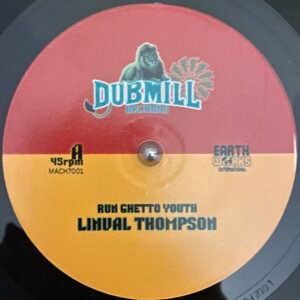 DUBMILL
RECORDS
A
45rpm
MACH7001
EARTH
WORKS
INTERNATIONAL
RUN GHETTO YOUTH
LINVAL THOMPSON